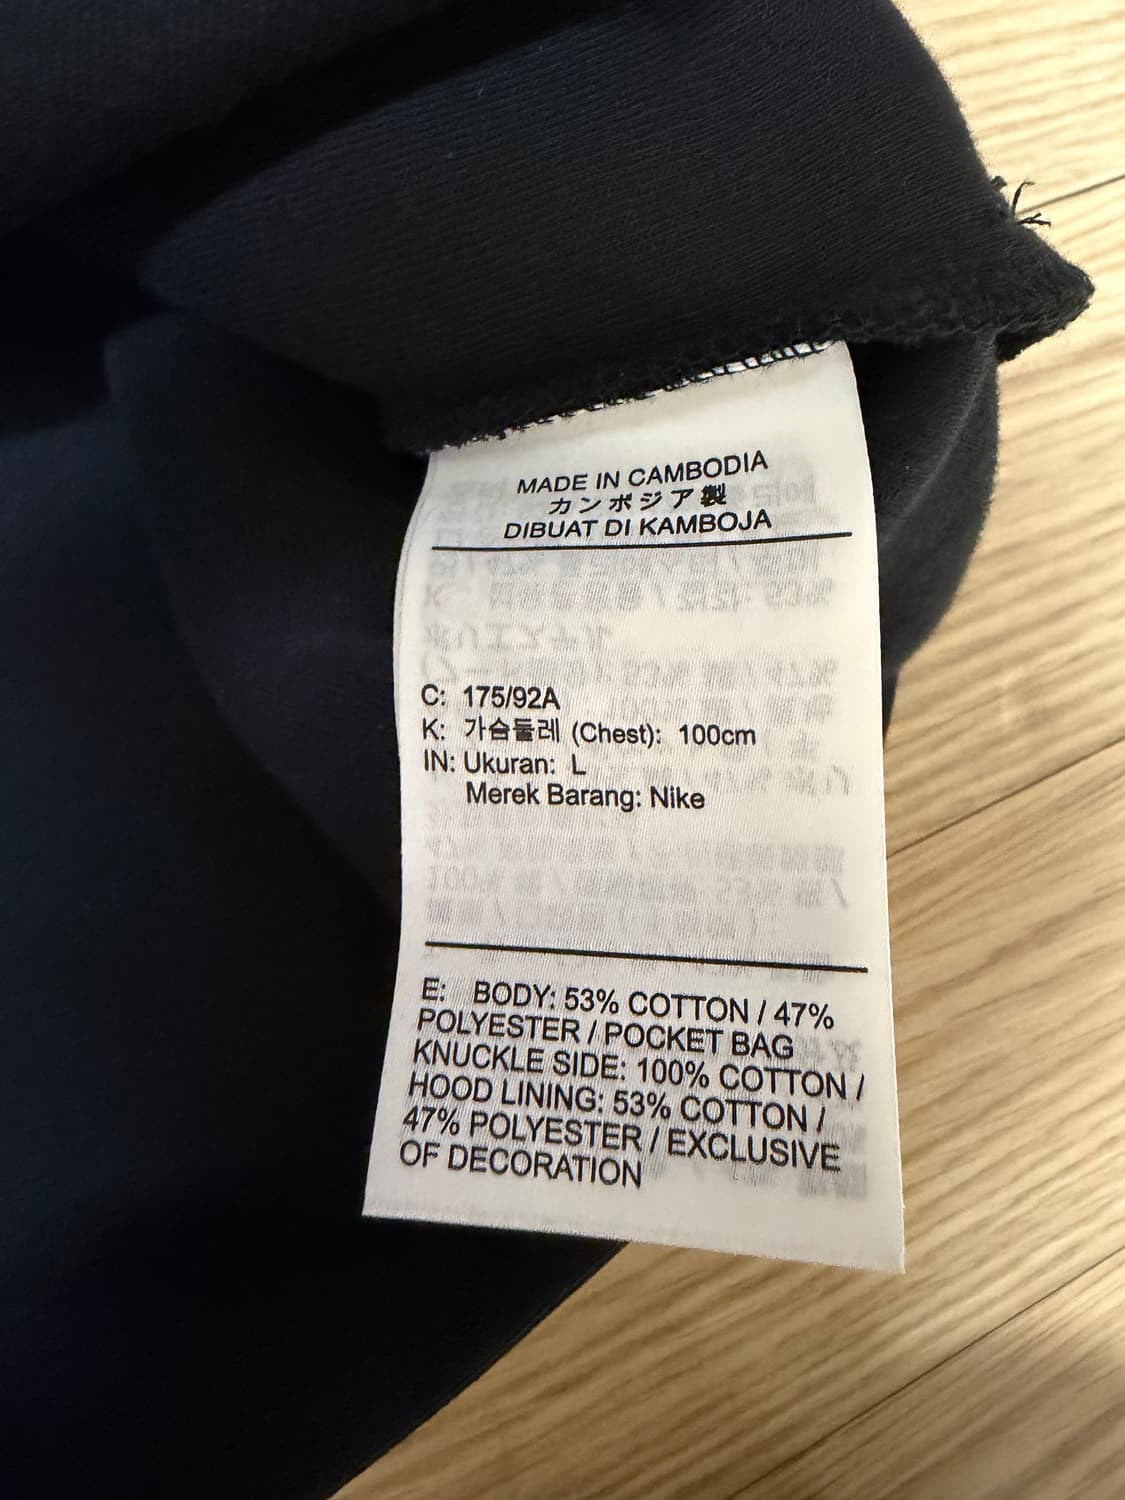 MADE IN CAMBODIA
カンボジア製
DIBUAT DI KAMBOJA
C: 175/92A
K: 가슴둘레 (Chest): 100cm
IN: Ukuran: L
Merek Barang: Nike
E: BODY: 53% COTTON / 47%
POLYESTER / POCKET BAG
KNUCKLE SIDE: 100% COTTON /
HOOD LINING: 53% COTTON /
47% POLYESTER / EXCLUSIVE
OF DECORATION